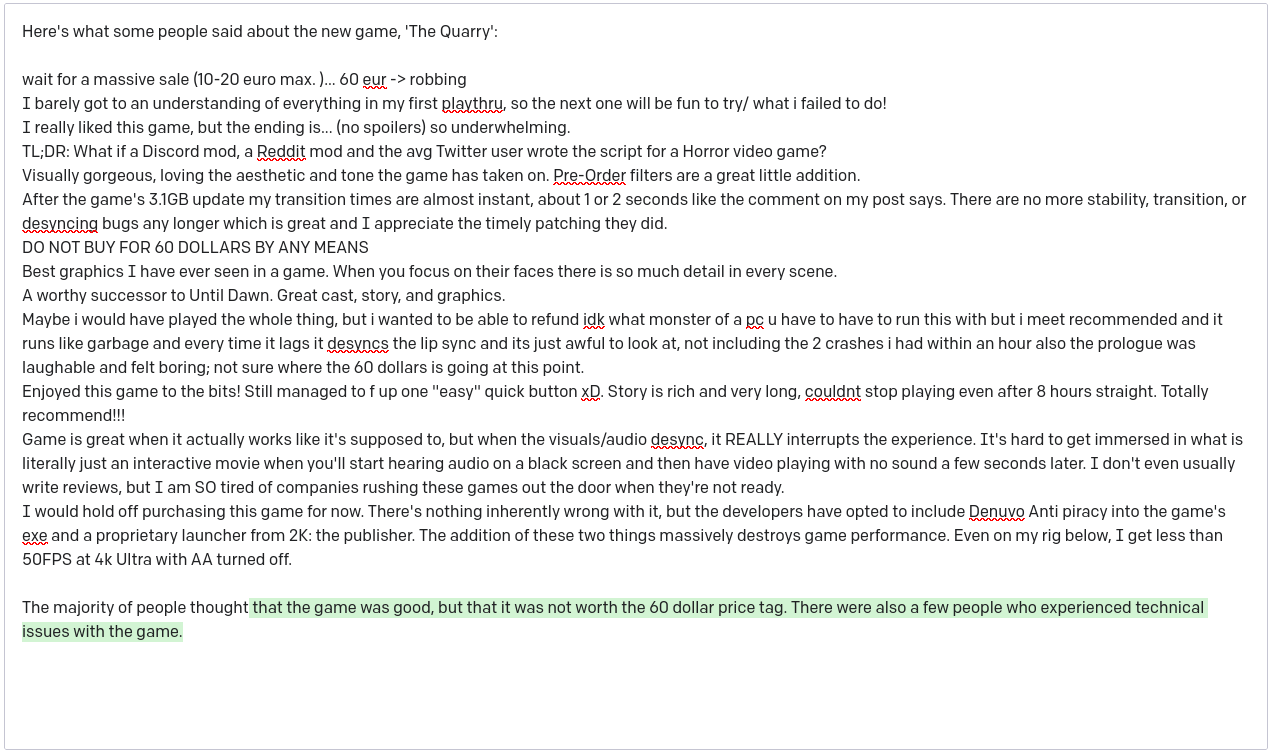 Here's what some people said about the new game, 'The Quarry':
wait for a massive sale (10-20 euro max. )... 60 eur -> robbing
I barely got to an understanding of everything in my first playthru, so the next one will be fun to try/ what i failed to do!
I really liked this game, but the ending is... (no spoilers) so underwhelming.
TL;DR: What if a Discord mod, a Reddit mod and the avg Twitter user wrote the script for a Horror video game?
Visually gorgeous, loving the aesthetic and tone the game has taken on. Pre-Order filters are a great little addition.
After the game's 3.1GB update my transition times are almost instant, about 1 or 2 seconds like the comment on my post says. There are no more stability, transition, or
desyncing bugs any longer which is great and I appreciate the timely patching they did.
DO NOT BUY FOR 60 DOLLARS BY ANY MEANS
Best graphics I have ever seen in a game. When you focus on their faces there is so much detail in every scene.
A worthy successor to Until Dawn. Great cast, story, and graphics.
Maybe i would have played the whole thing, but i wanted to be able to refund idk what monster of a pc u have to have to run this with but i meet recommended and it
runs like garbage and every time it lags it desyncs the lip sync and its just awful to look at, not including the 2 crashes i had within an hour also the prologue was
laughable and felt boring; not sure where the 60 dollars is going at this point.
Enjoyed this game to the bits! Still managed to f up one "easy" quick button xD. Story is rich and very long, couldnt stop playing even after 8 hours straight. Totally
recommend!!!
Game is great when it actually works like it's supposed to, but when the visuals/audio desync, it REALLY interrupts the experience. It's hard to get immersed in what is
literally just an interactive movie when you'll start hearing audio on a black screen and then have video playing with no sound a few seconds later. I don't even usually
write reviews, but I am SO tired of companies rushing these games out the door when they're not ready.
I would hold off purchasing this game for now. There's nothing inherently wrong with it, but the developers have opted to include Denuvo Anti piracy into the game's
exe and a proprietary launcher from 2K: the publisher. The addition of these two things massively destroys game performance. Even on my rig below, I get less than
50FPS at 4k Ultra with AA turned off.
The majority of people thought that the game was good, but that it was not worth the 60 dollar price tag. There were also a few people who experienced technical
issues with the game.